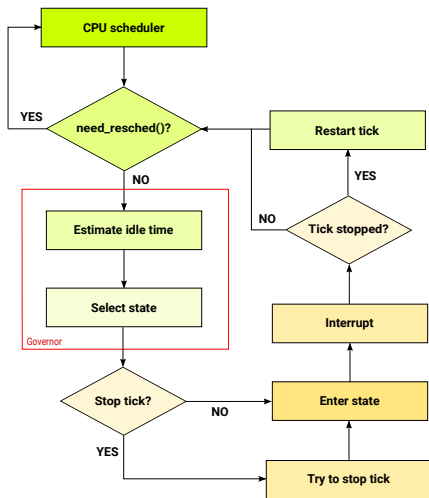 CPU scheduler
YES
need_resched()?
Restart tick
NO
YES
Estimate idle time
NO
Tick stopped?
Select state
Interrupt
Governor
Stop tick?
NO
Enter state
YES
Try to stop tick